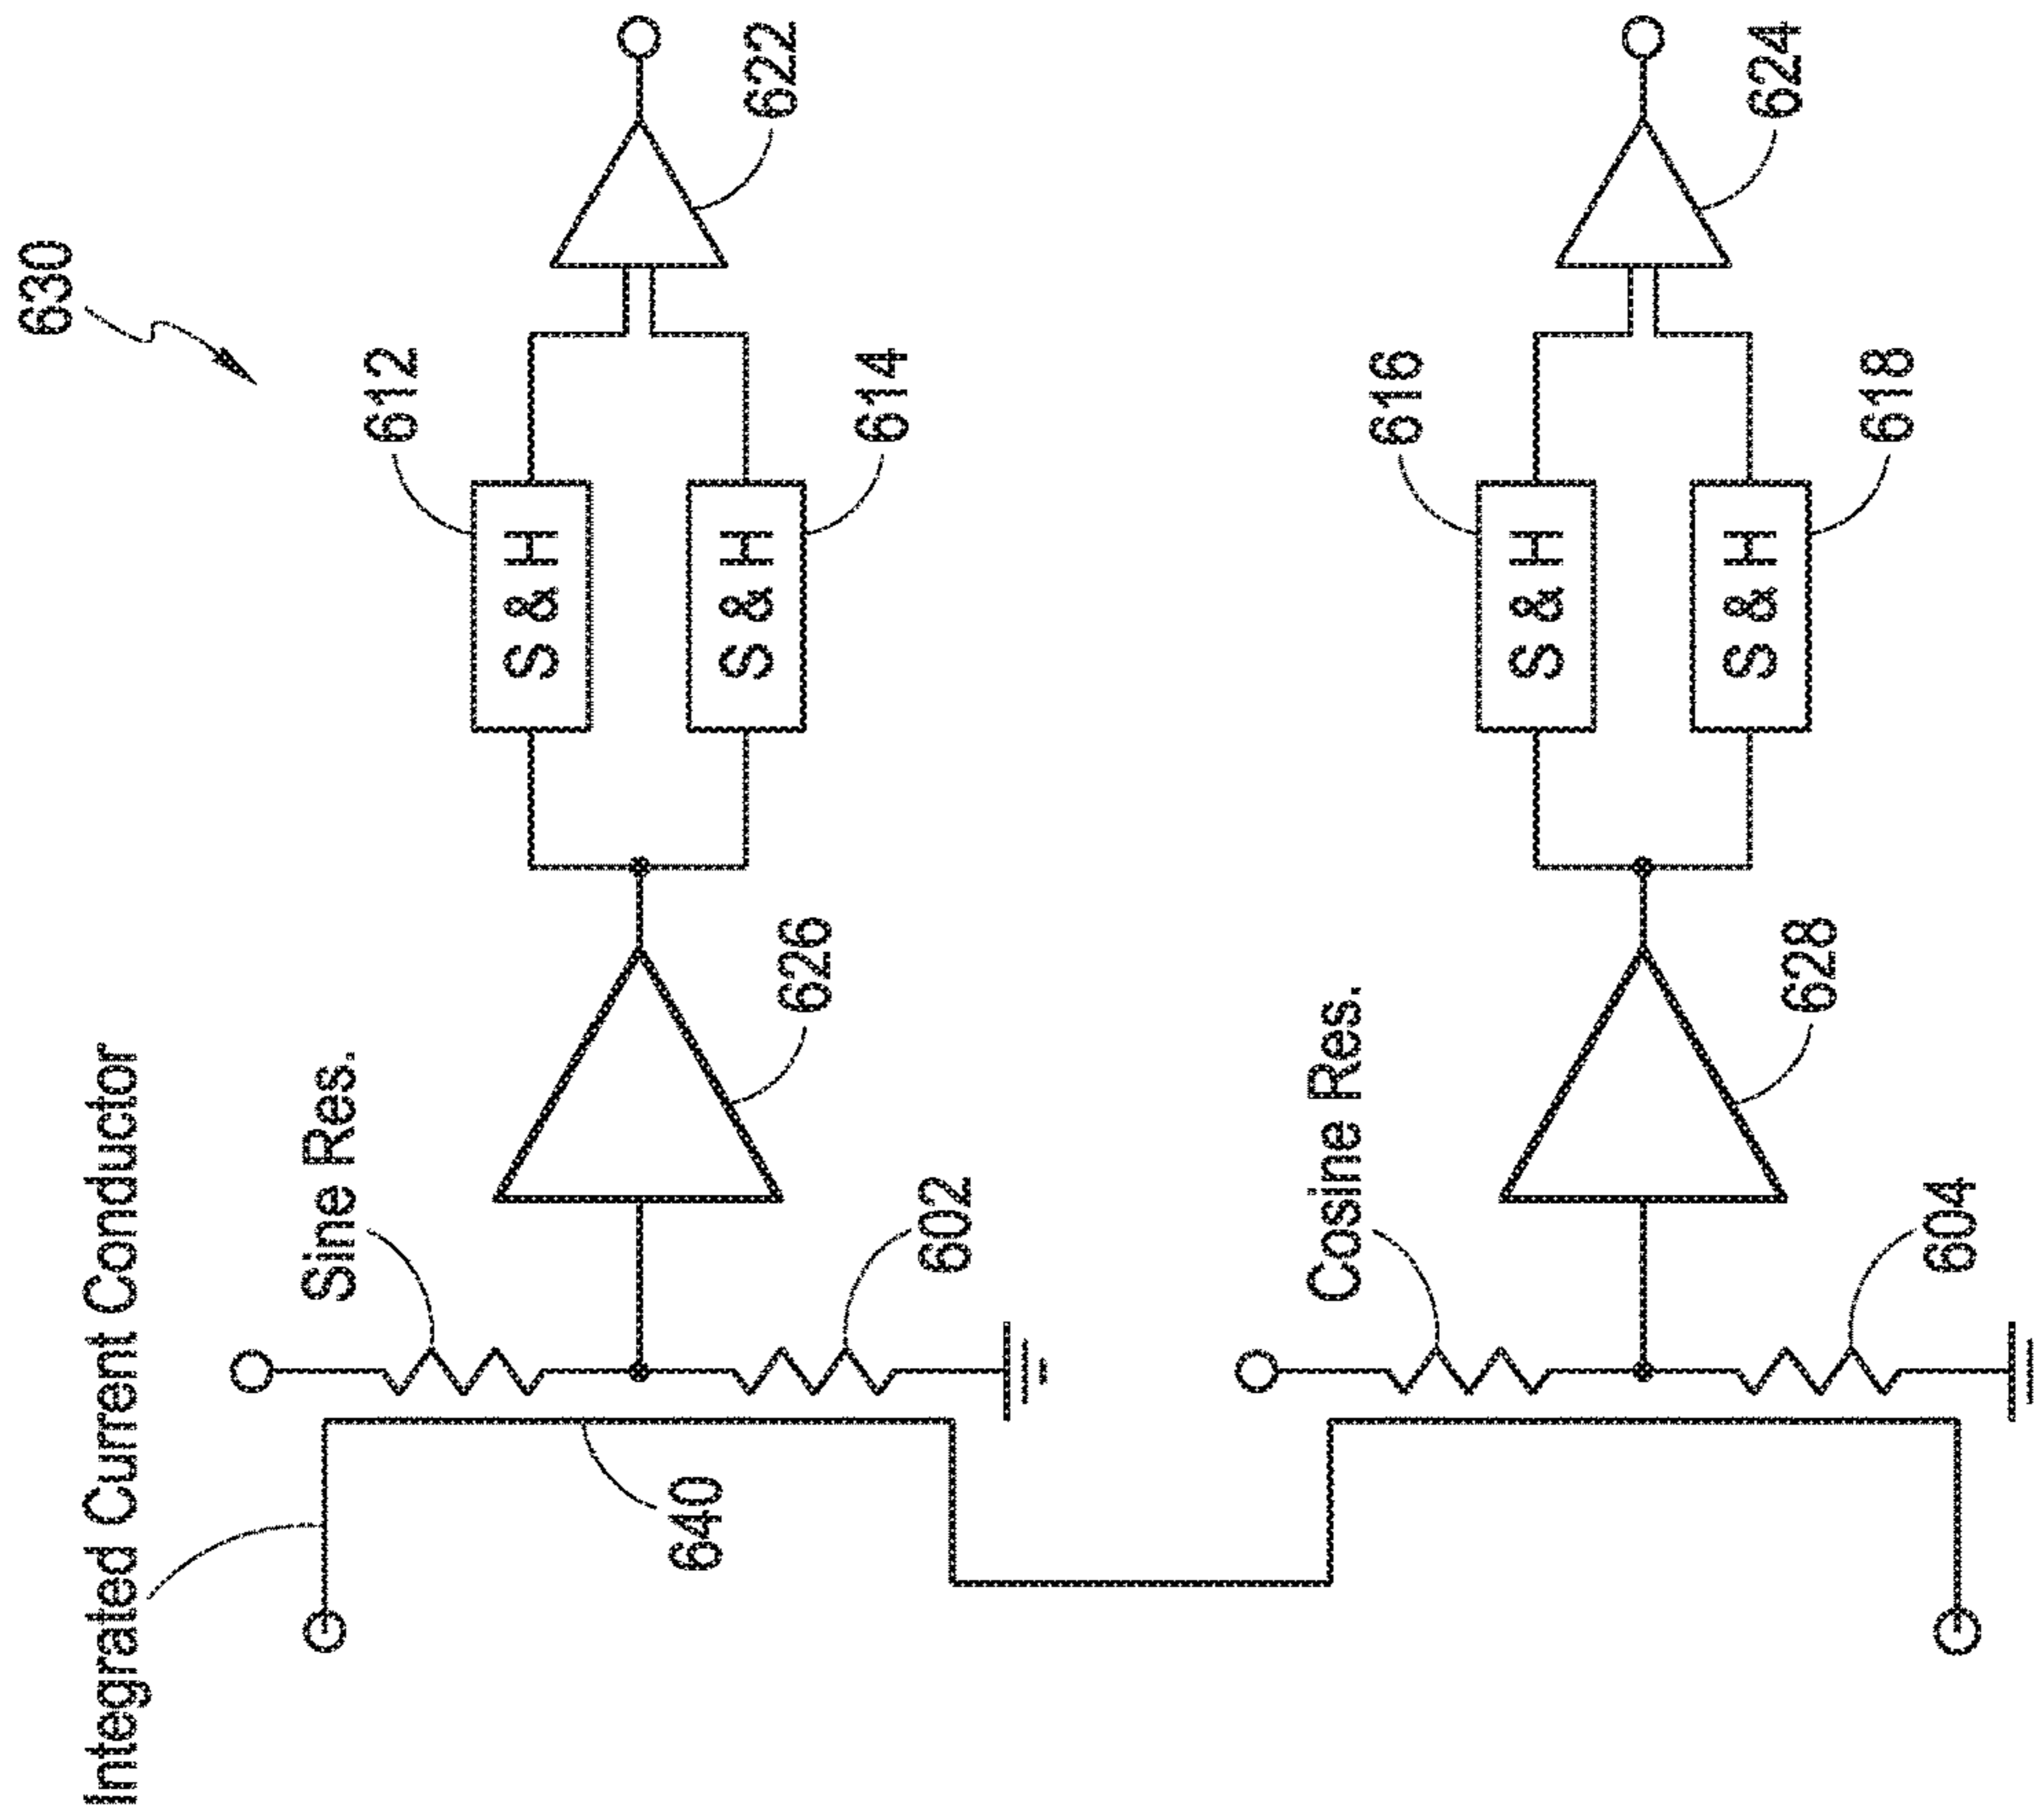 630
622
612
614
626
Integrated Current Conductor
Sine Res.
602
640
S & H
S & H
624
616
618
628
Cosine Res.
604
S & H
S & H